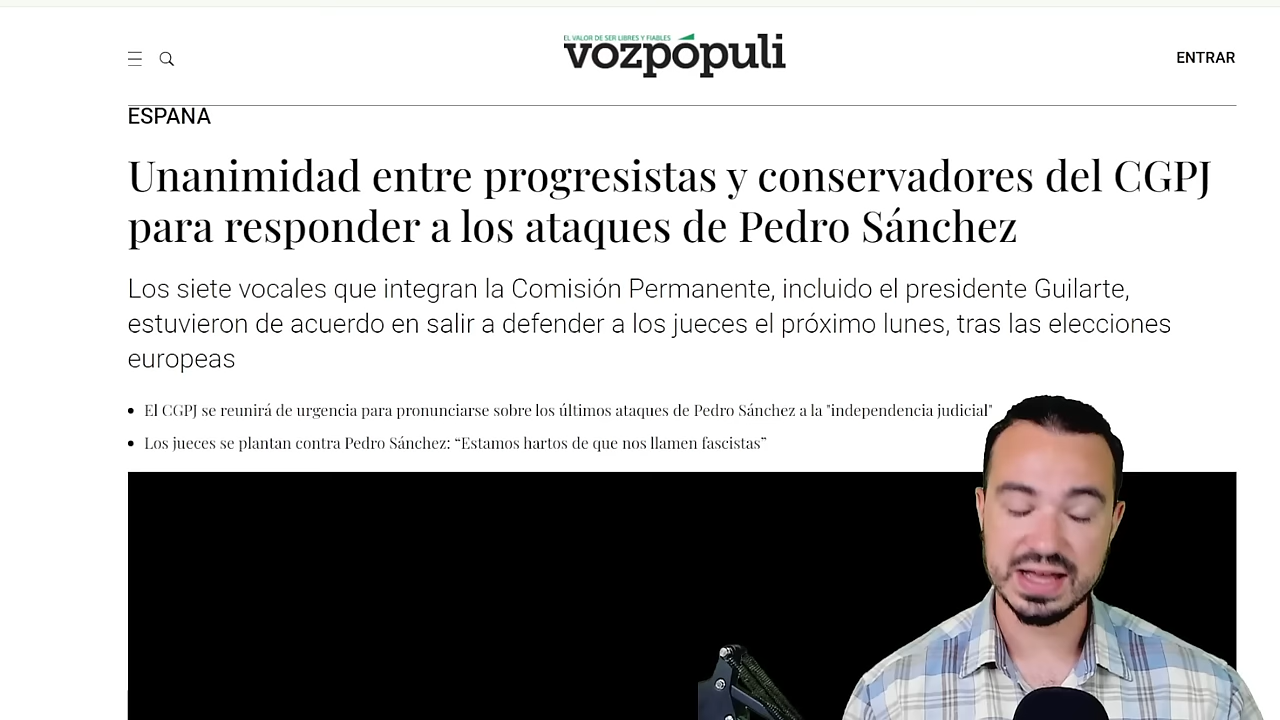 EL VALOR DE SER LIBRES Y FIABLES
vozpópuli
ENTRAR
ESPANA
Unanimidad entre progresistas y conservadores del CGPJ
para responder a los ataques de Pedro Sánchez
Los siete vocales que integran la Comisión Permanente, incluido el presidente Guilarte,
estuvieron de acuerdo en salir a defender a los jueces el próximo lunes, tras las elecciones
europeas
El CGPJ se reunirá de urgencia para pronunciarse sobre los últimos ataques de Pedro Sánchez a la "independencia judicial"
Los jueces se plantan contra Pedro Sánchez: “Estamos hartos de que nos llamen fascistas”